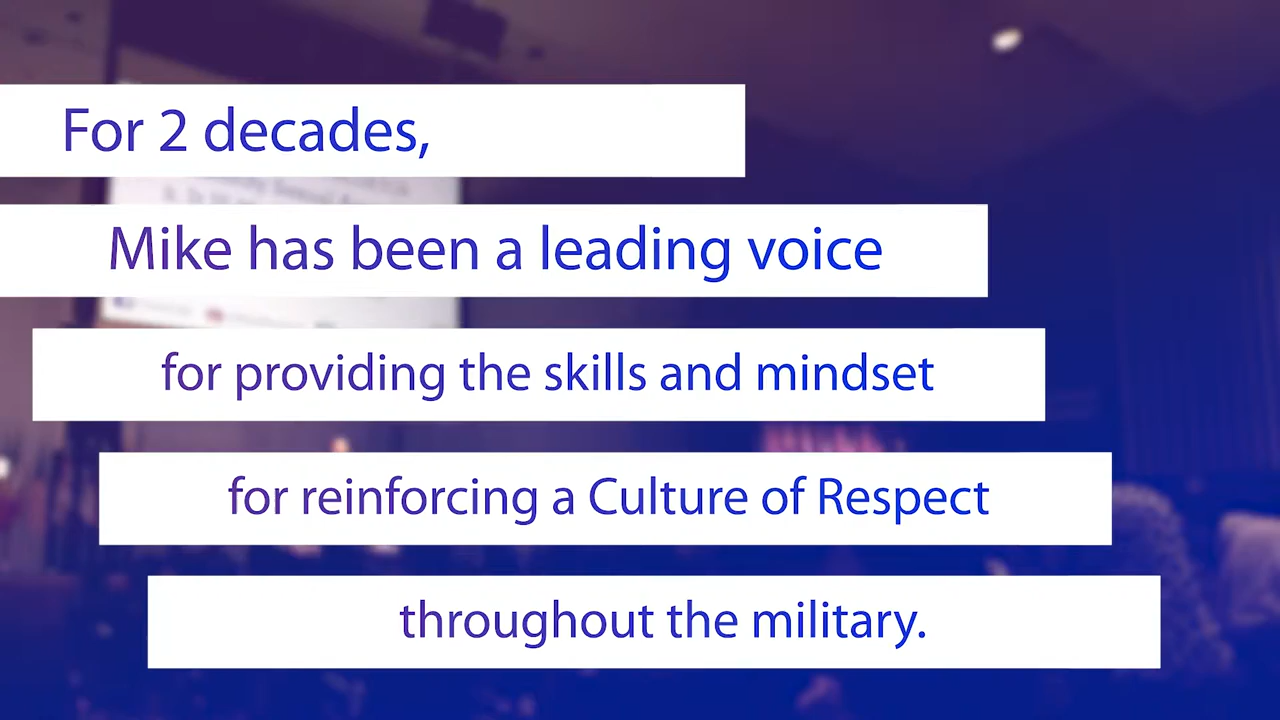 For 2 decades,
Mike has been a leading voice
for providing the skills and mindset
for reinforcing a Culture of Respect
throughout the military.